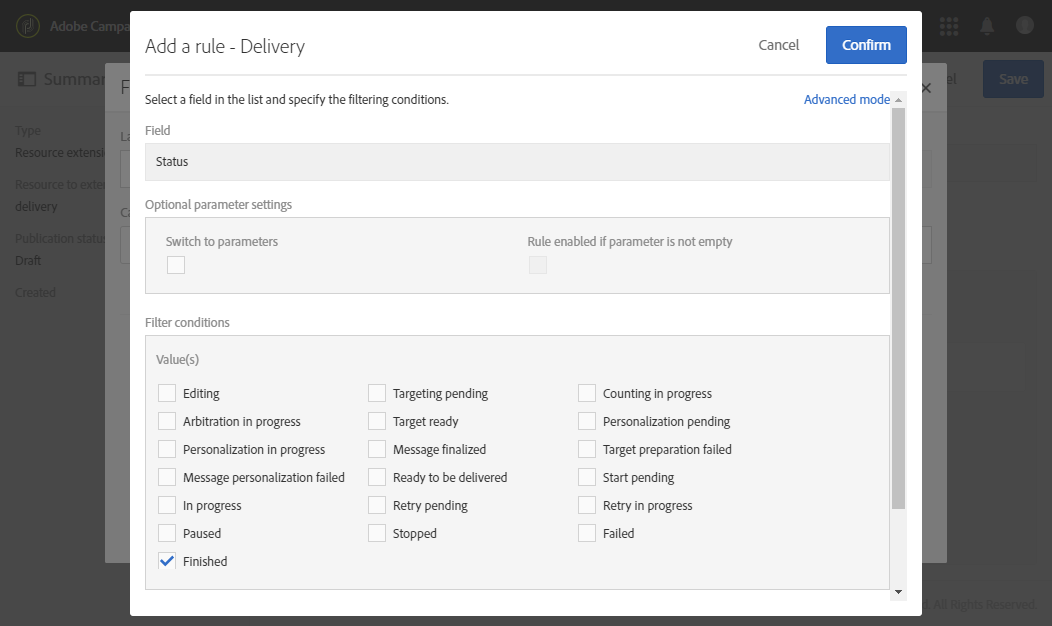 Adobe Campa
Add a rule - Delivery
Cancel
Confirm
Summar
F
el
Save
Select a field in the list and specify the filtering conditions.
Advanced mode
Type
Resource extensi
La
Field
Status
Resource to exte
delivery
Ca
Optional parameter settings
Publication statu
Draft
Switch to parameters
Rule enabled if parameter is not empty
Created
Filter conditions
Value(s)
Editing
Targeting pending
Counting in progress
Arbitration in progress
Target ready
Personalization pending
Personalization in progress
Message finalized
Target preparation failed
Message personalization failed
Ready to be delivered
Start pending
In progress
Retry pending
Retry in progress
Paused
Stopped
Failed
Finished
d. All Rights Reserved.